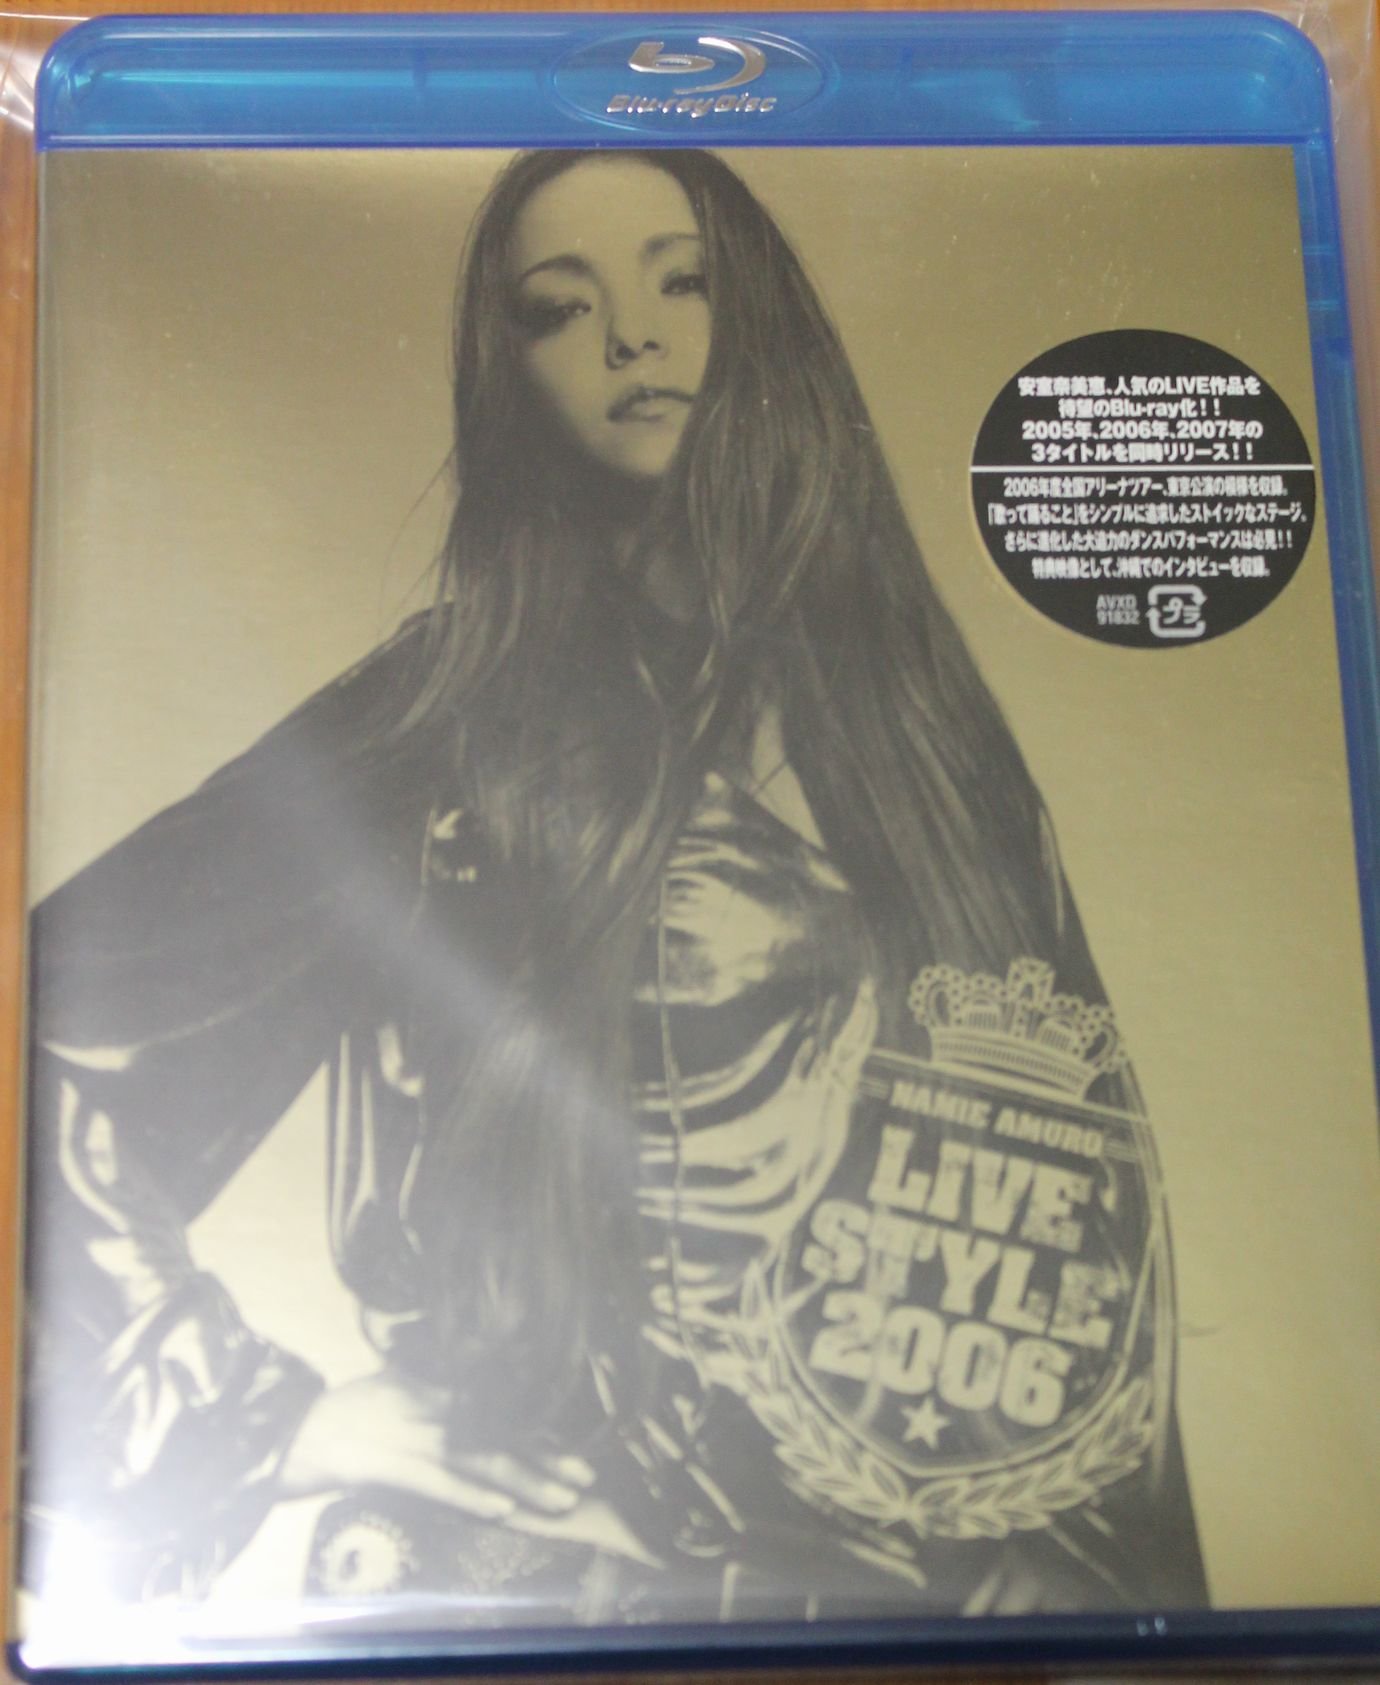 Blu-ray Disc
安室奈美恵、人気のLIVE作品を
待望のBlu-ray化!!
2005年、2006年、2007年の
3タイトルを同時リリース!!
2006年度全国アリーナツアー、東京公演の模様を収録。
「歌って踊ること」をシンプルに追求したストイックなステージ。
さらに進化した大迫力のダンスパフォーマンスは必見!!
特典映像として、沖縄でのインタビューを収録。
AVXD
91832
プラ
NAMIE AMURO
LIVE
STYLE
2006